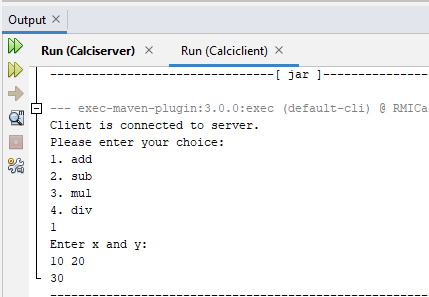 Output ×
Run (Calciserver) × Run (Calciclient) ×
--------------------------------[ jar ]----------------
--- exec-maven-plugin:3.0.0:exec (default-cli) @ RMICa
Client is connected to server.
Please enter your choice:
1. add
2. sub
3. mul
4. div
1
Enter x and y:
10 20
30
-------------------------------------------------------